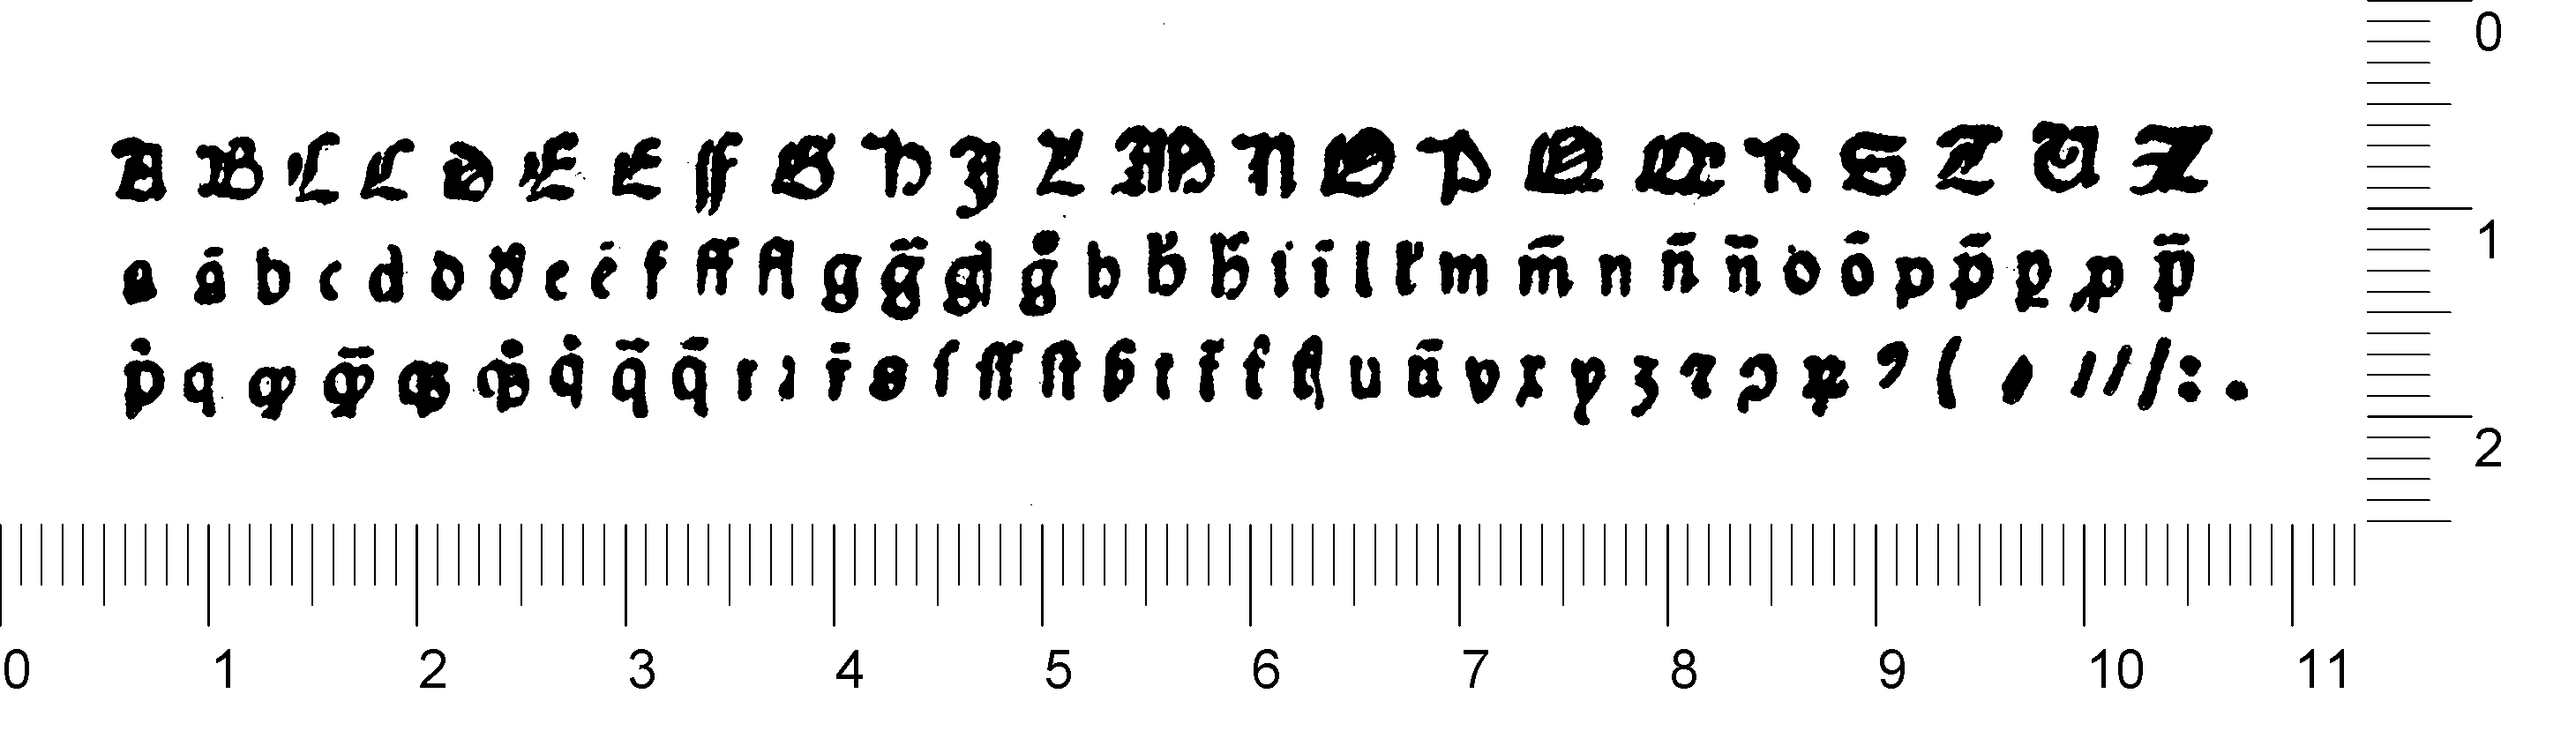 A B C C D E E F G H J L M N O P Q Q R S T U X
a ā b c d d ď e ē f ff fl g g̃ gͩ g̊ h h̃ h̄ i ī l l̃ m m̄ n n̄ ñ o ō p p̄ ꝑ ꝓ p̃
p̊ q ꝙ ꝙ̃ q̊ q̃ q̄ r ꝛ r̄ s ſ ſſ ſt ß t t̄ u ū v x y z ꝛ ꝯ ꝝ ꝰ ( / / / / : .
0
1
2
0 1 2 3 4 5 6 7 8 9 10 11